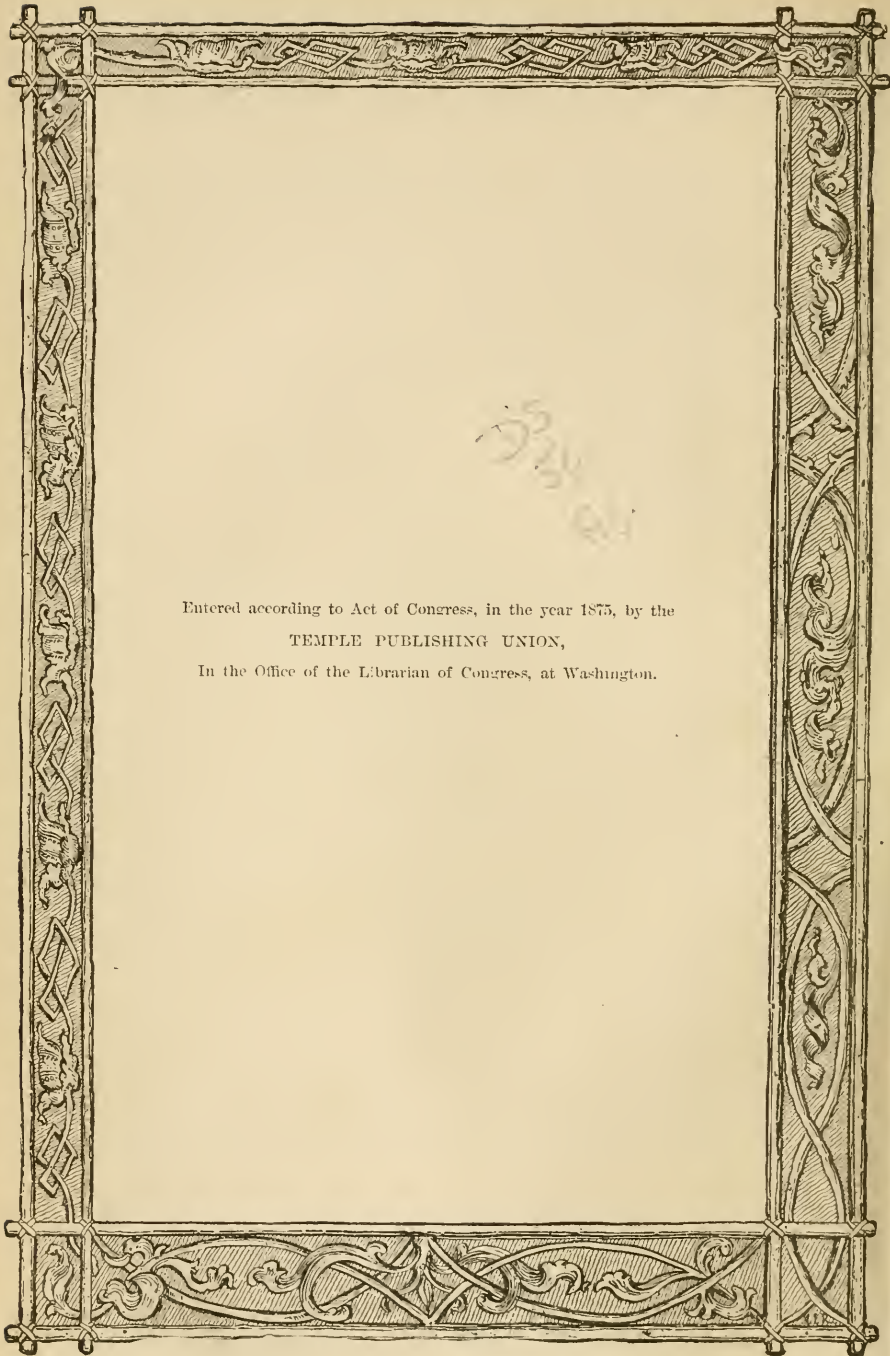 Entered according to Act of Congress, in the year 1875, by the
TEMPLE PUBLISHING UNION,
In the Office of the Librarian of Congress, at Washington.